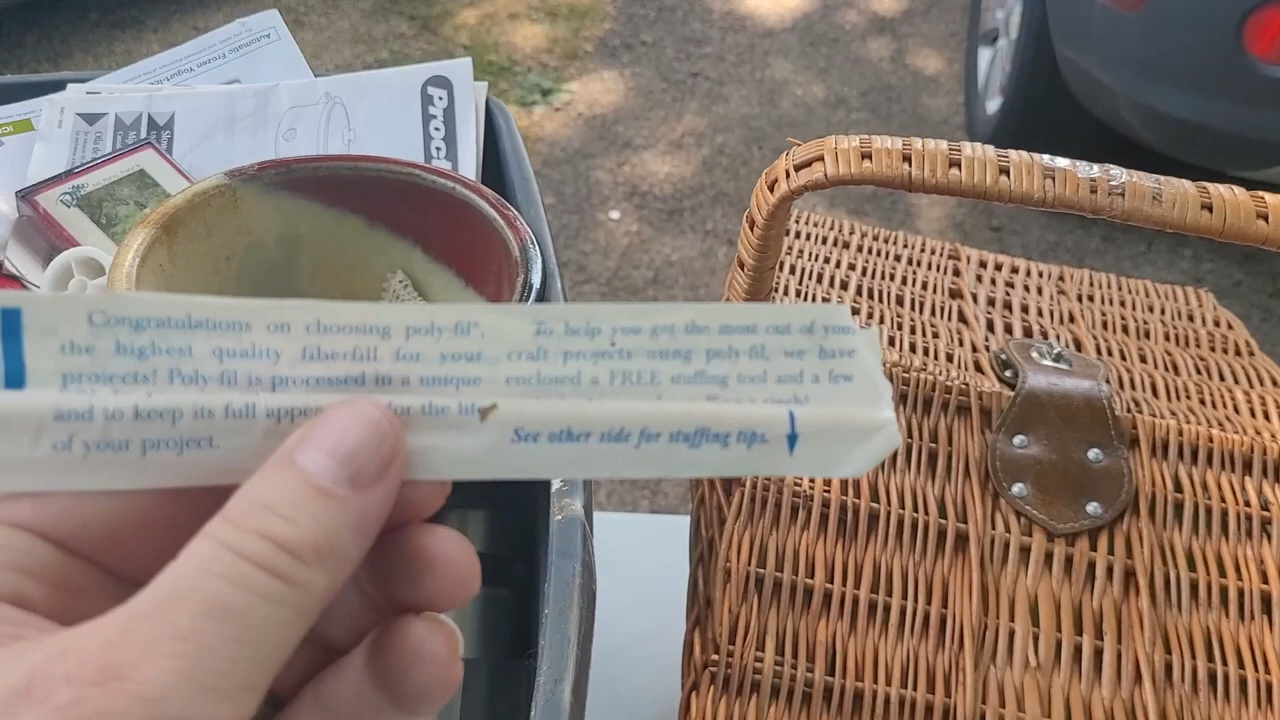 Automatic Frozen Yogurt-Ice
Proc
Congratulations on choosing poly-fil®,
the highest quality fiberfill for your
projects! Poly-fil is processed in a unique
and to keep its full appe for the lif
of your project.
To help you get the most out of your
craft projects using poly-fil, we have
enclosed a FREE stuffing tool and a few
See other side for stuffing tips.